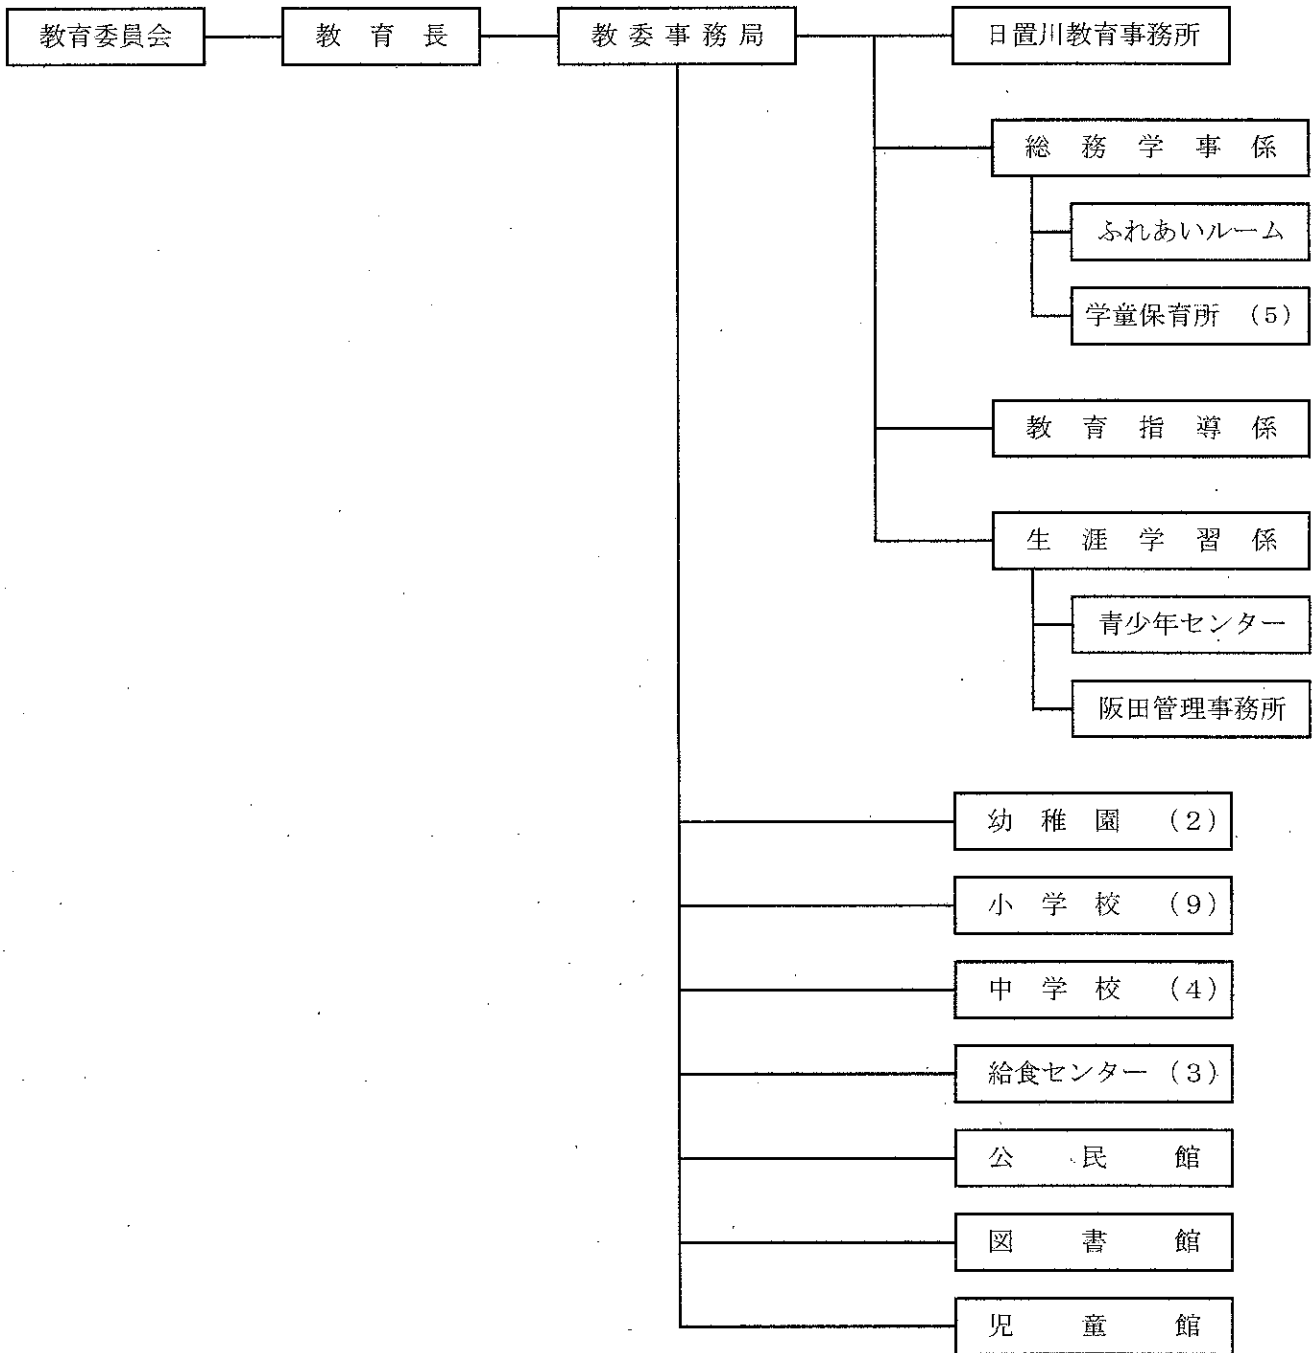 教育委員会 教育長 教委事務局 日置川教育事務所
総務学事係
ふれあいルーム
学童保育所 (5)
教育指導係
生涯学習係
青少年センター
阪田管理事務所
幼稚園 (2)
小学校 (9)
中学校 (4)
給食センター (3)
公民館
図書館
児童館